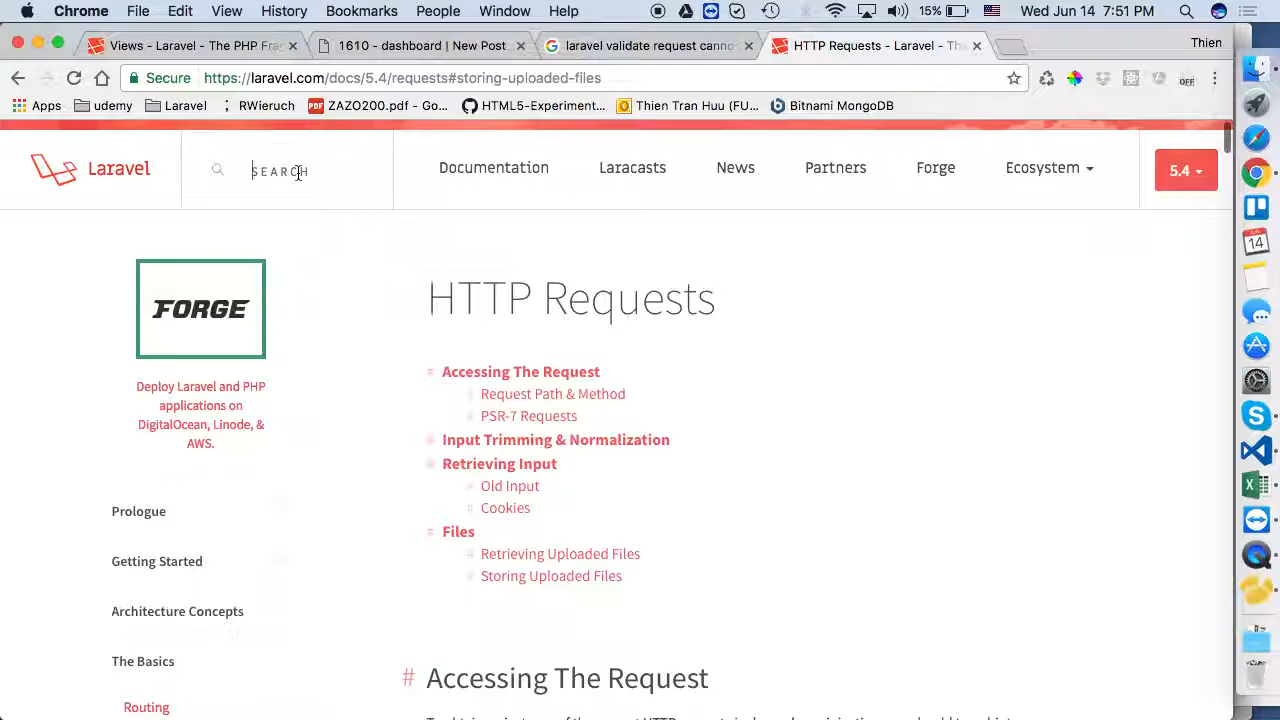 Chrome File Edit View History Bookmarks People Window Help 15% Wed Jun 14 7:51 PM
Views - Laravel - The PHP Fra
1610 - dashboard | New Post
laravel validate request canno
HTTP Requests - Laravel - Th
Thien
Secure https://laravel.com/docs/5.4/requests#storing-uploaded-files
OFF
Apps udemy Laravel RWieruch ZAZO200.pdf - Go... HTML5-Experiment... Thien Tran Huu (FU... Bitnami MongoDB
Laravel
SEARCH
Documentation Laracasts News Partners Forge Ecosystem
5.4
FORGE
Deploy Laravel and PHP
applications on
DigitalOcean, Linode, &
AWS.
Prologue
Getting Started
Architecture Concepts
The Basics
Routing
HTTP Requests
# Accessing The Request
# Request Path & Method
# PSR-7 Requests
# Input Trimming & Normalization
# Retrieving Input
# Old Input
# Cookies
# Files
# Retrieving Uploaded Files
# Storing Uploaded Files
# Accessing The Request
14